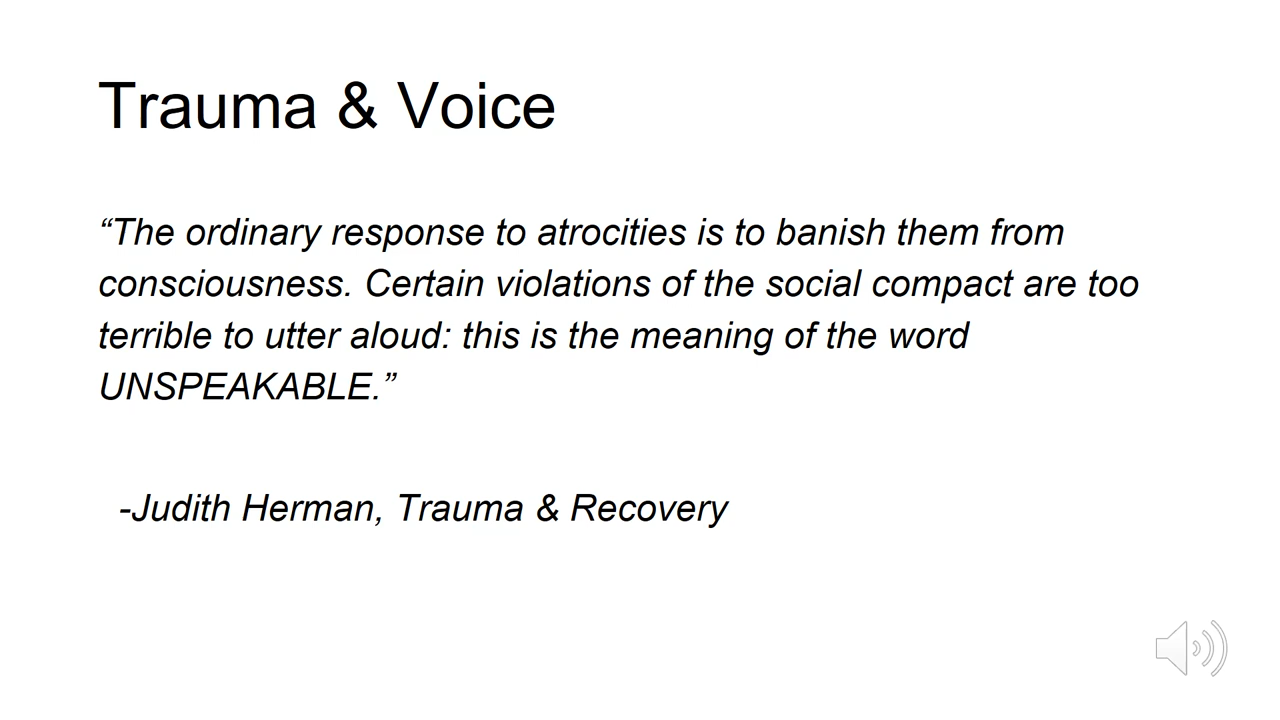 Trauma & Voice
“The ordinary response to atrocities is to banish them from
consciousness. Certain violations of the social compact are too
terrible to utter aloud: this is the meaning of the word
UNSPEAKABLE.”
-Judith Herman, Trauma & Recovery